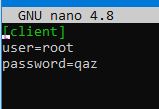 GNU nano 4.8
[client]
user=root
password=qaz